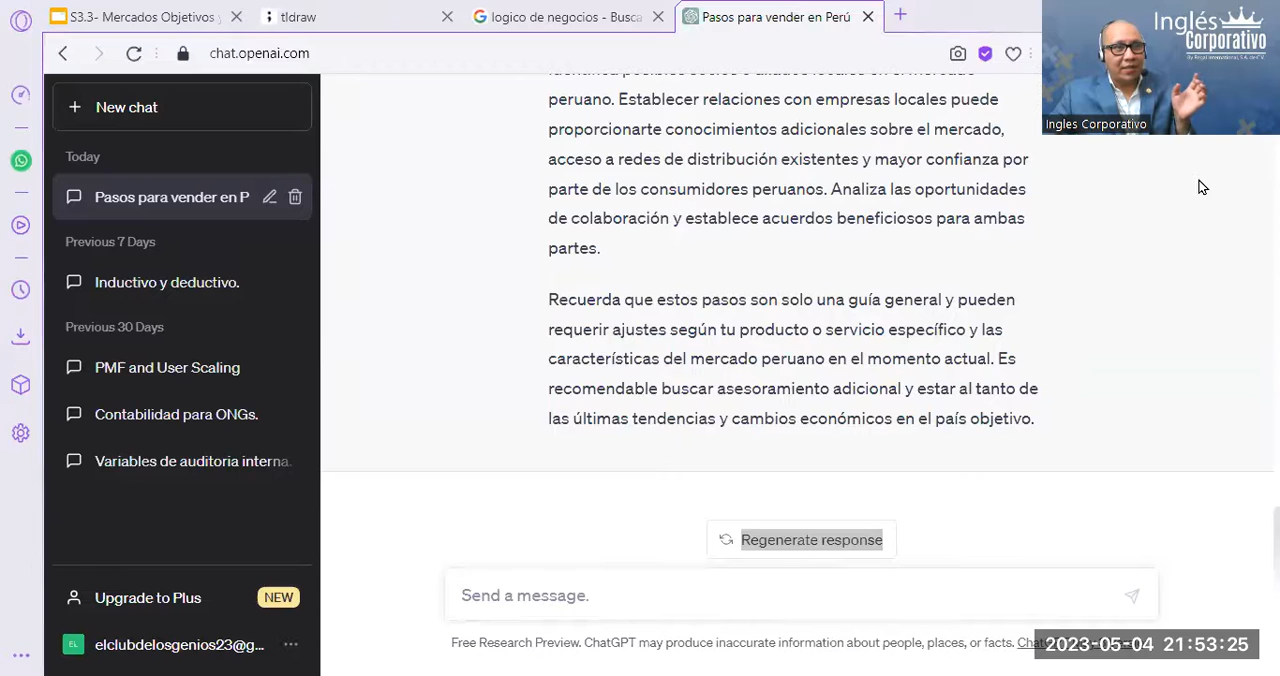 S3.3- Mercados Objetivos
tldraw
logico de negocios - Busca
Pasos para vender en Perú
chat.openai.com
Inglés
Corporativo
By Regal International, S.A. de C.V.
Ingles Corporativo
New chat
Today
Pasos para vender en P
Previous 7 Days
Inductivo y deductivo.
Previous 30 Days
PMF and User Scaling
Contabilidad para ONGs.
Variables de auditoria interna.
Upgrade to Plus
NEW
EL
elclubdelosgenios23@g...
peruano. Establecer relaciones con empresas locales puede
proporcionarte conocimientos adicionales sobre el mercado,
acceso a redes de distribución existentes y mayor confianza por
parte de los consumidores peruanos. Analiza las oportunidades
de colaboración y establece acuerdos beneficiosos para ambas
partes.
Recuerda que estos pasos son solo una guía general y pueden
requerir ajustes según tu producto o servicio específico y las
características del mercado peruano en el momento actual. Es
recomendable buscar asesoramiento adicional y estar al tanto de
las últimas tendencias y cambios económicos en el país objetivo.
Regenerate response
Send a message.
Free Research Preview. ChatGPT may produce inaccurate information about people, places, or facts.
2023-05-04 21:53:25